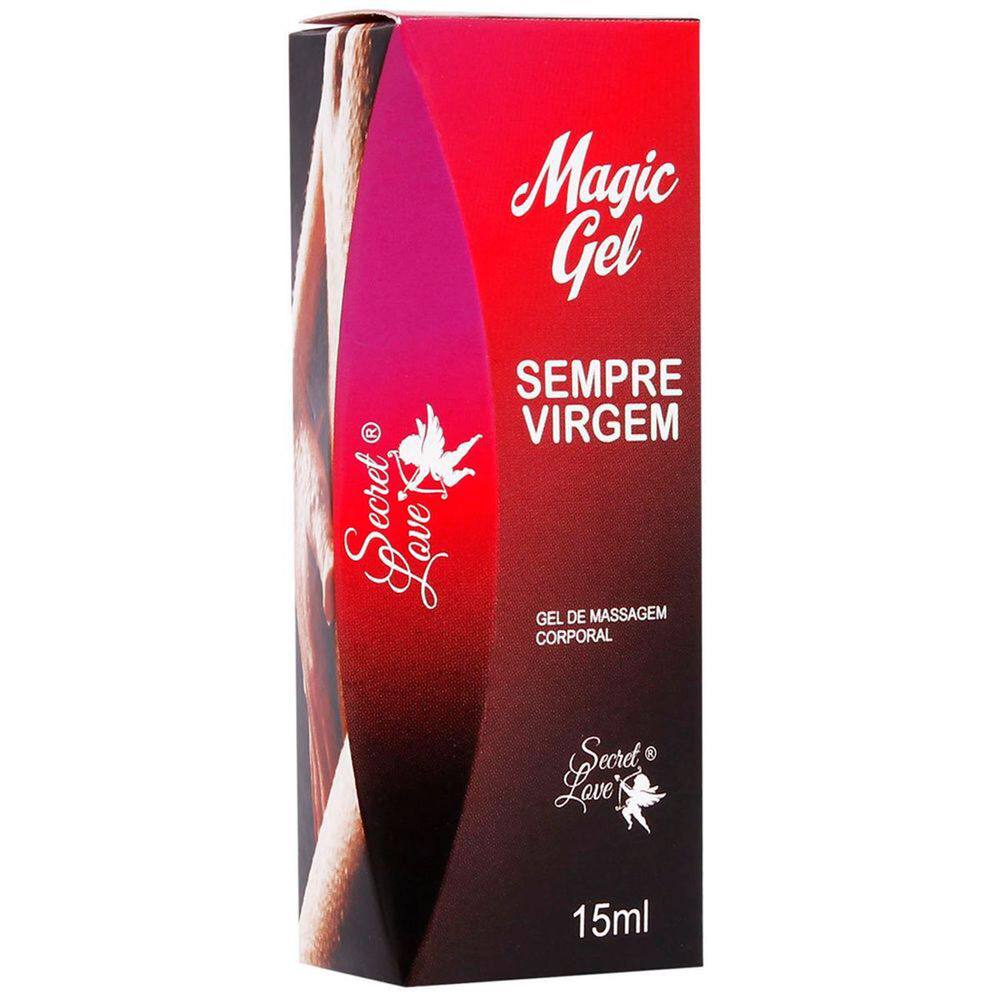 Magic
Gel
SEMPRE
VIRGEM
Secret ®
Love
GEL DE MASSAGEM
CORPORAL
Secret ®
Love
15ml